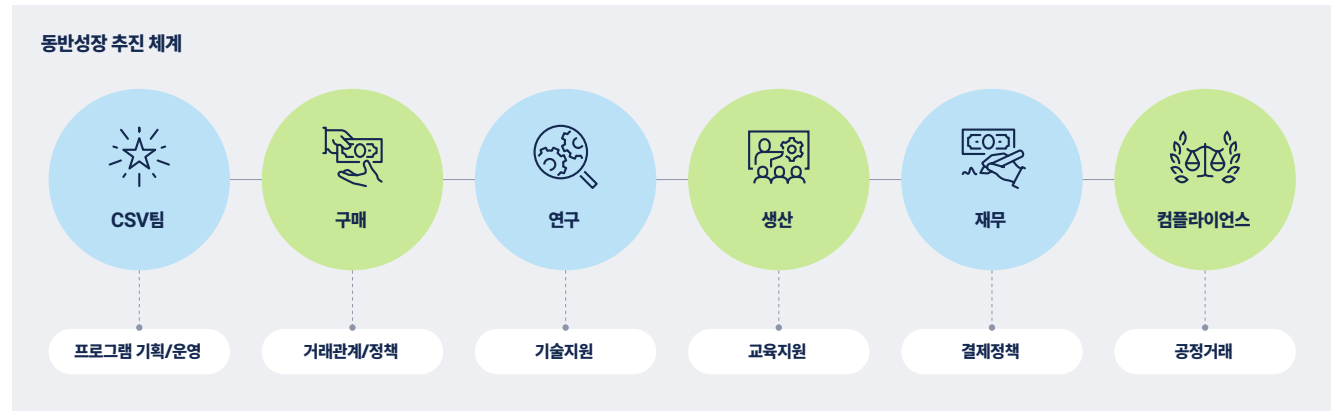 동반성장 추진 체계
CSV팀
구매
연구
생산
재무
컴플라이언스
프로그램 기획/운영
거래관계/정책
기술지원
교육지원
결제정책
공정거래